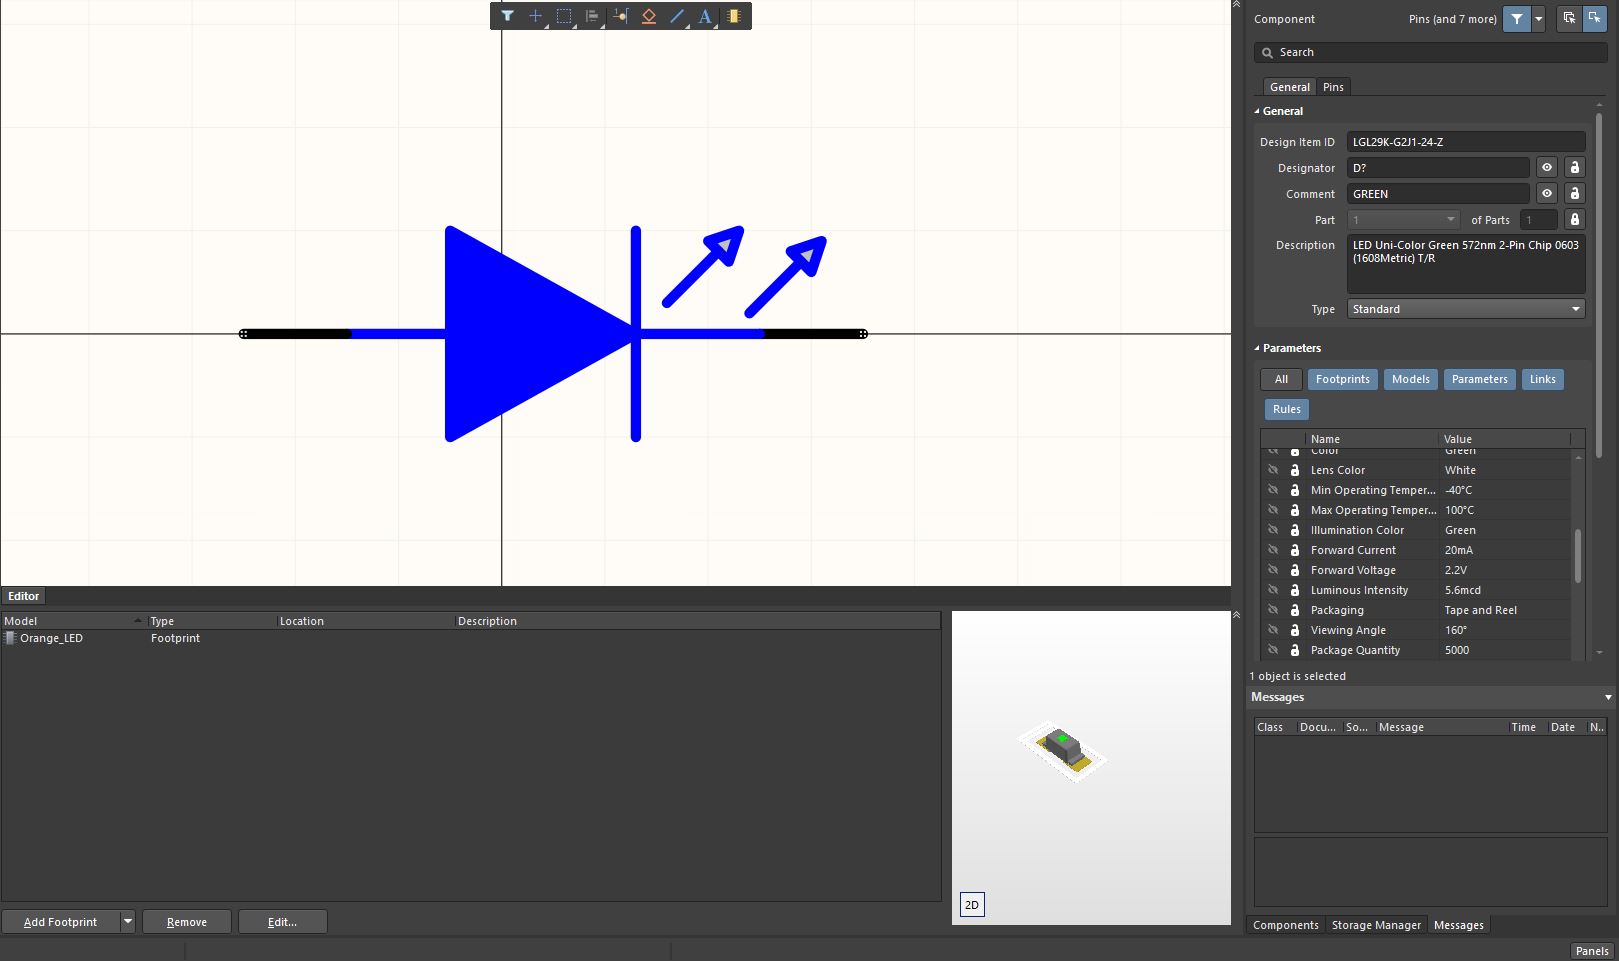 Component
Pins (and 7 more)
Search
General Pins
General
Design Item ID LGL29K-G2J1-24-Z
Designator D?
Comment GREEN
Part 1 of Parts 1
Description LED Uni-Color Green 572nm 2-Pin Chip 0603
(1608Metric) T/R
Type Standard
Parameters
All Footprints Models Parameters Links
Rules
Name Value
Color Green
Lens Color White
Min Operating Temper... -40°C
Max Operating Temper... 100°C
Illumination Color Green
Forward Current 20mA
Forward Voltage 2.2V
Luminous Intensity 5.6mcd
Packaging Tape and Reel
Viewing Angle 160°
Package Quantity 5000
1 object is selected
Messages
Class Docu... So... Message Time Date N..
Components Storage Manager Messages
Panels
A
Editor
Model Type Location Description
Orange_LED Footprint
2D
Add Footprint Remove Edit...